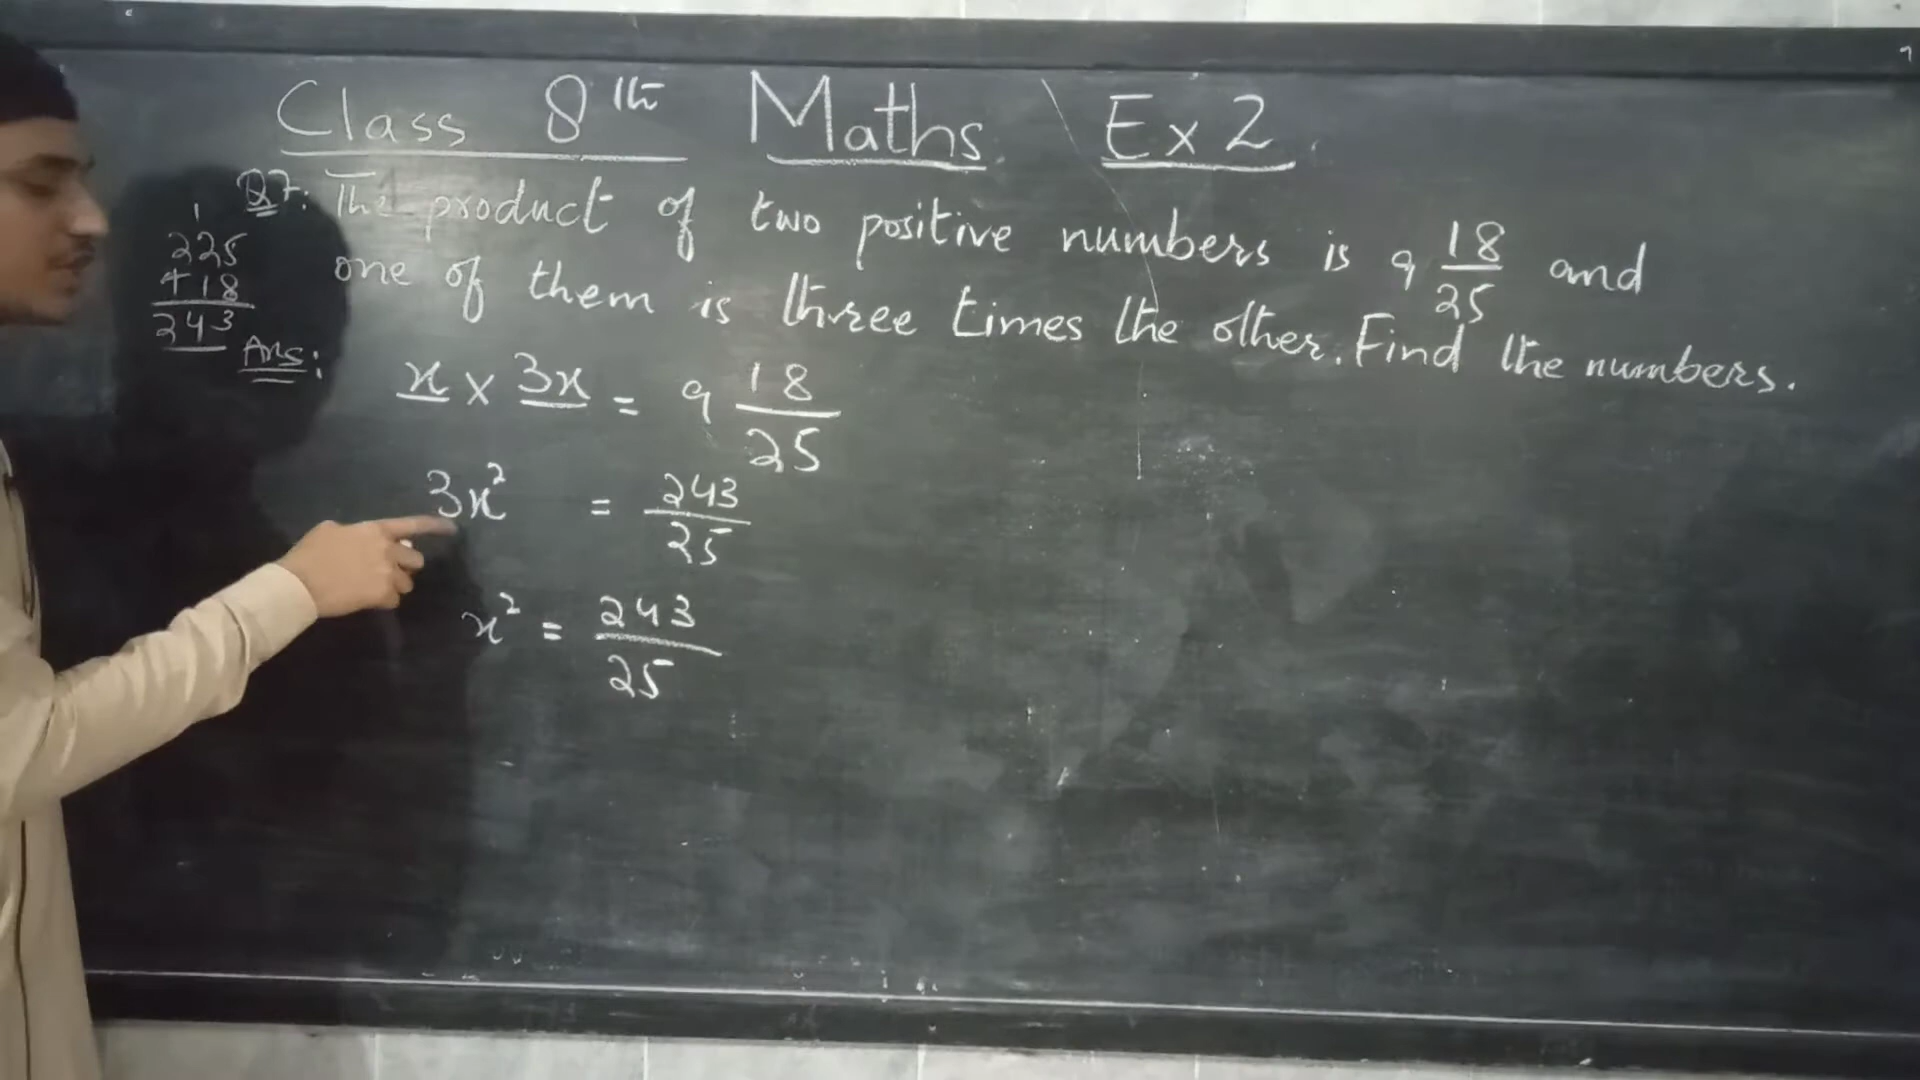 Class 8th Maths Ex 2
Q7: The product of two positive numbers is 9 18/25 and
one of them is three times the other. Find the numbers.
1
225
+18
243
Ans:
x × 3x = 9 18/25
3x² = 243/25
x² = 243/25